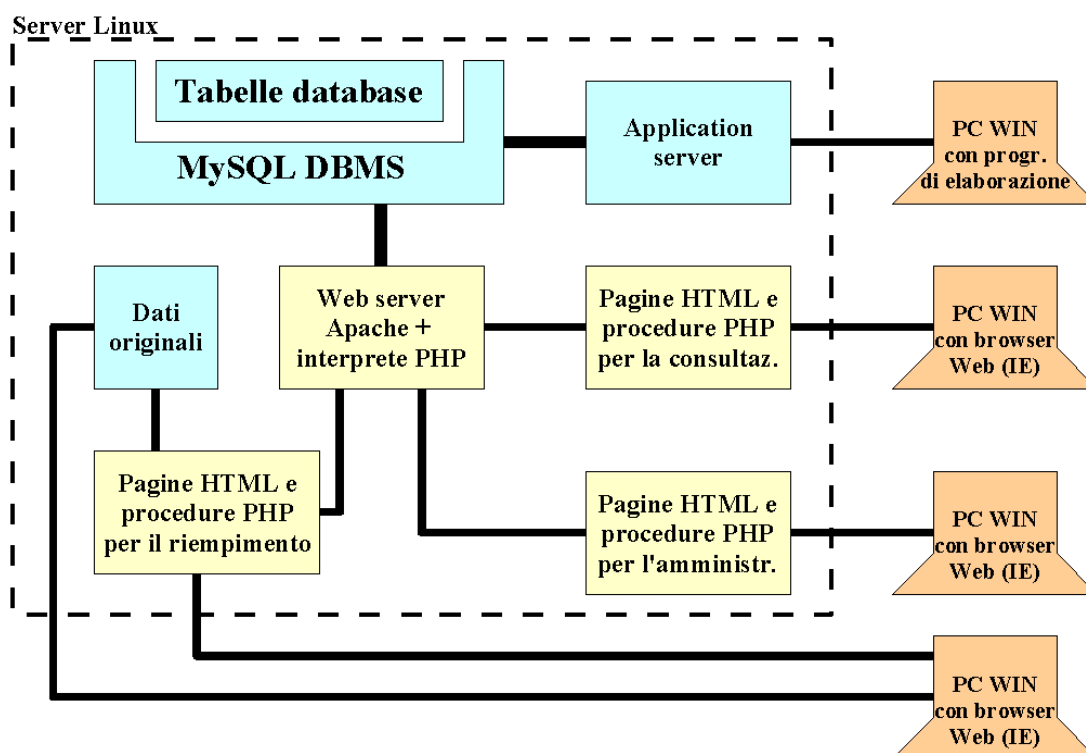 Server Linux
Tabelle database
MySQL DBMS
Application
server
PC WIN
con progr.
di elaborazione
Dati
originali
Web server
Apache +
interprete PHP
Pagine HTML e
procedure PHP
per la consultaz.
PC WIN
con browser
Web (IE)
Pagine HTML e
procedure PHP
per il riempimento
Pagine HTML e
procedure PHP
per l'amministr.
PC WIN
con browser
Web (IE)
PC WIN
con browser
Web (IE)